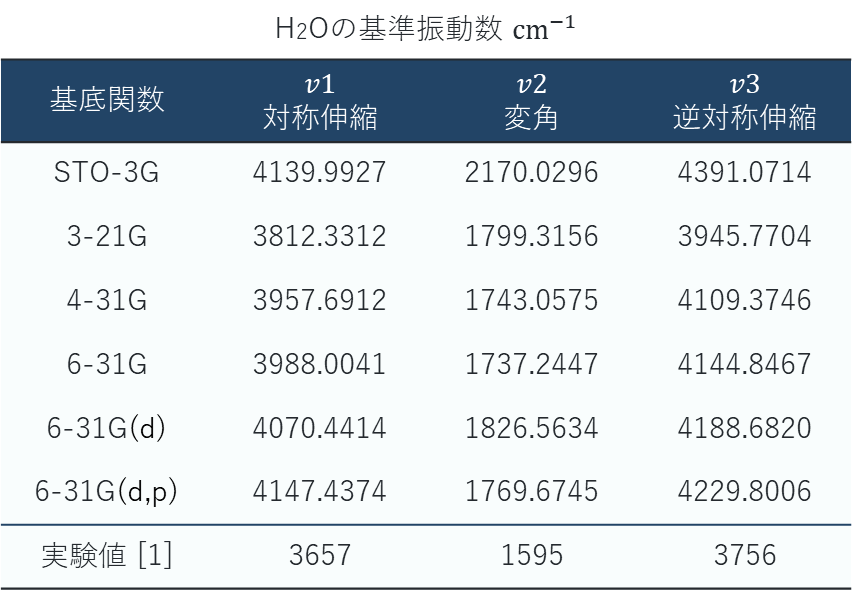 H2Oの基準振動数 cm−1
基底関数 v1 対称伸縮 v2 変角 v3 逆対称伸縮
STO-3G 4139.9927 2170.0296 4391.0714
3-21G 3812.3312 1799.3156 3945.7704
4-31G 3957.6912 1743.0575 4109.3746
6-31G 3988.0041 1737.2447 4144.8467
6-31G(d) 4070.4414 1826.5634 4188.6820
6-31G(d,p) 4147.4374 1769.6745 4229.8006
実験値 [1] 3657 1595 3756